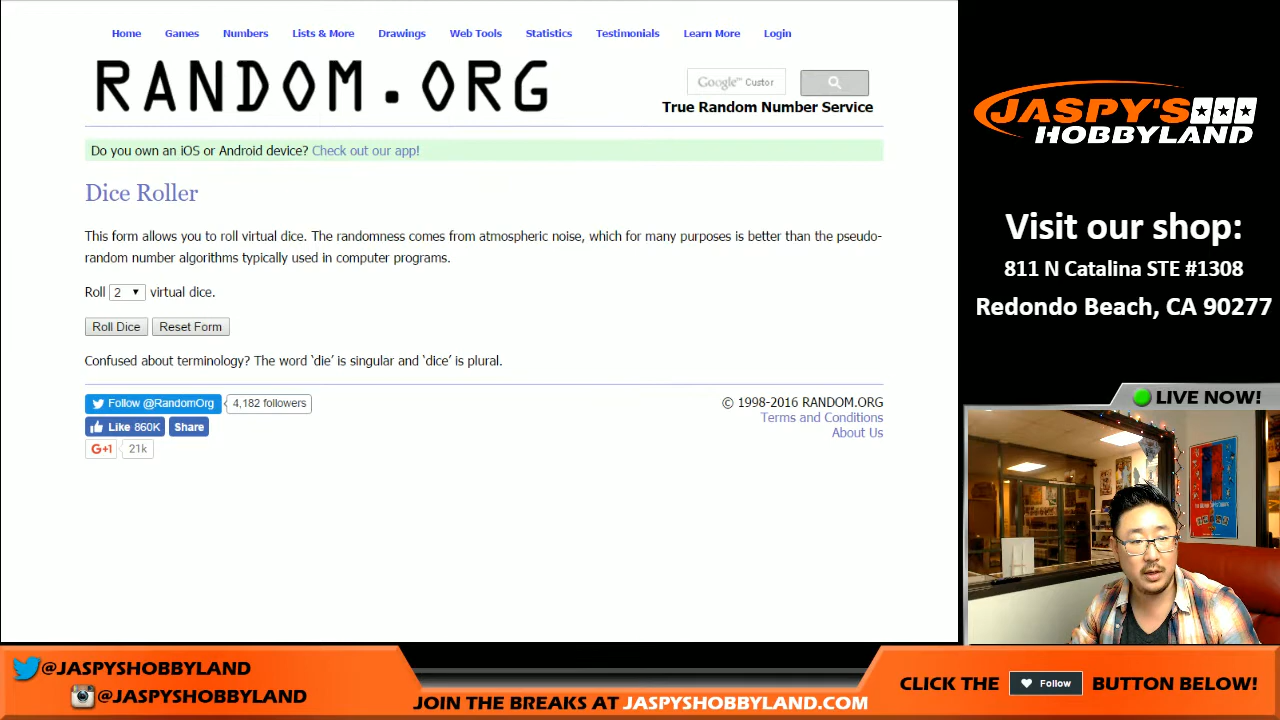 Home Games Numbers Lists & More Drawings Web Tools Statistics Testimonials Learn More Login
RANDOM.ORG
Google™ Custor
True Random Number Service
Do you own an iOS or Android device? Check out our app!
Dice Roller
This form allows you to roll virtual dice. The randomness comes from atmospheric noise, which for many purposes is better than the pseudo-
random number algorithms typically used in computer programs.
Roll 2 virtual dice.
Roll Dice Reset Form
Confused about terminology? The word ‘die’ is singular and ‘dice’ is plural.
Follow @RandomOrg 4,182 followers
Like 860K Share
G+1 21k
© 1998-2016 RANDOM.ORG
Terms and Conditions
About Us
JASPY'S
HOBBYLAND
Visit our shop:
811 N Catalina STE #1308
Redondo Beach, CA 90277
LIVE NOW!
@JASPYSHOBBYLAND
@JASPYSHOBBYLAND
JOIN THE BREAKS AT JASPYSHOBBYLAND.COM
CLICK THE Follow BUTTON BELOW!